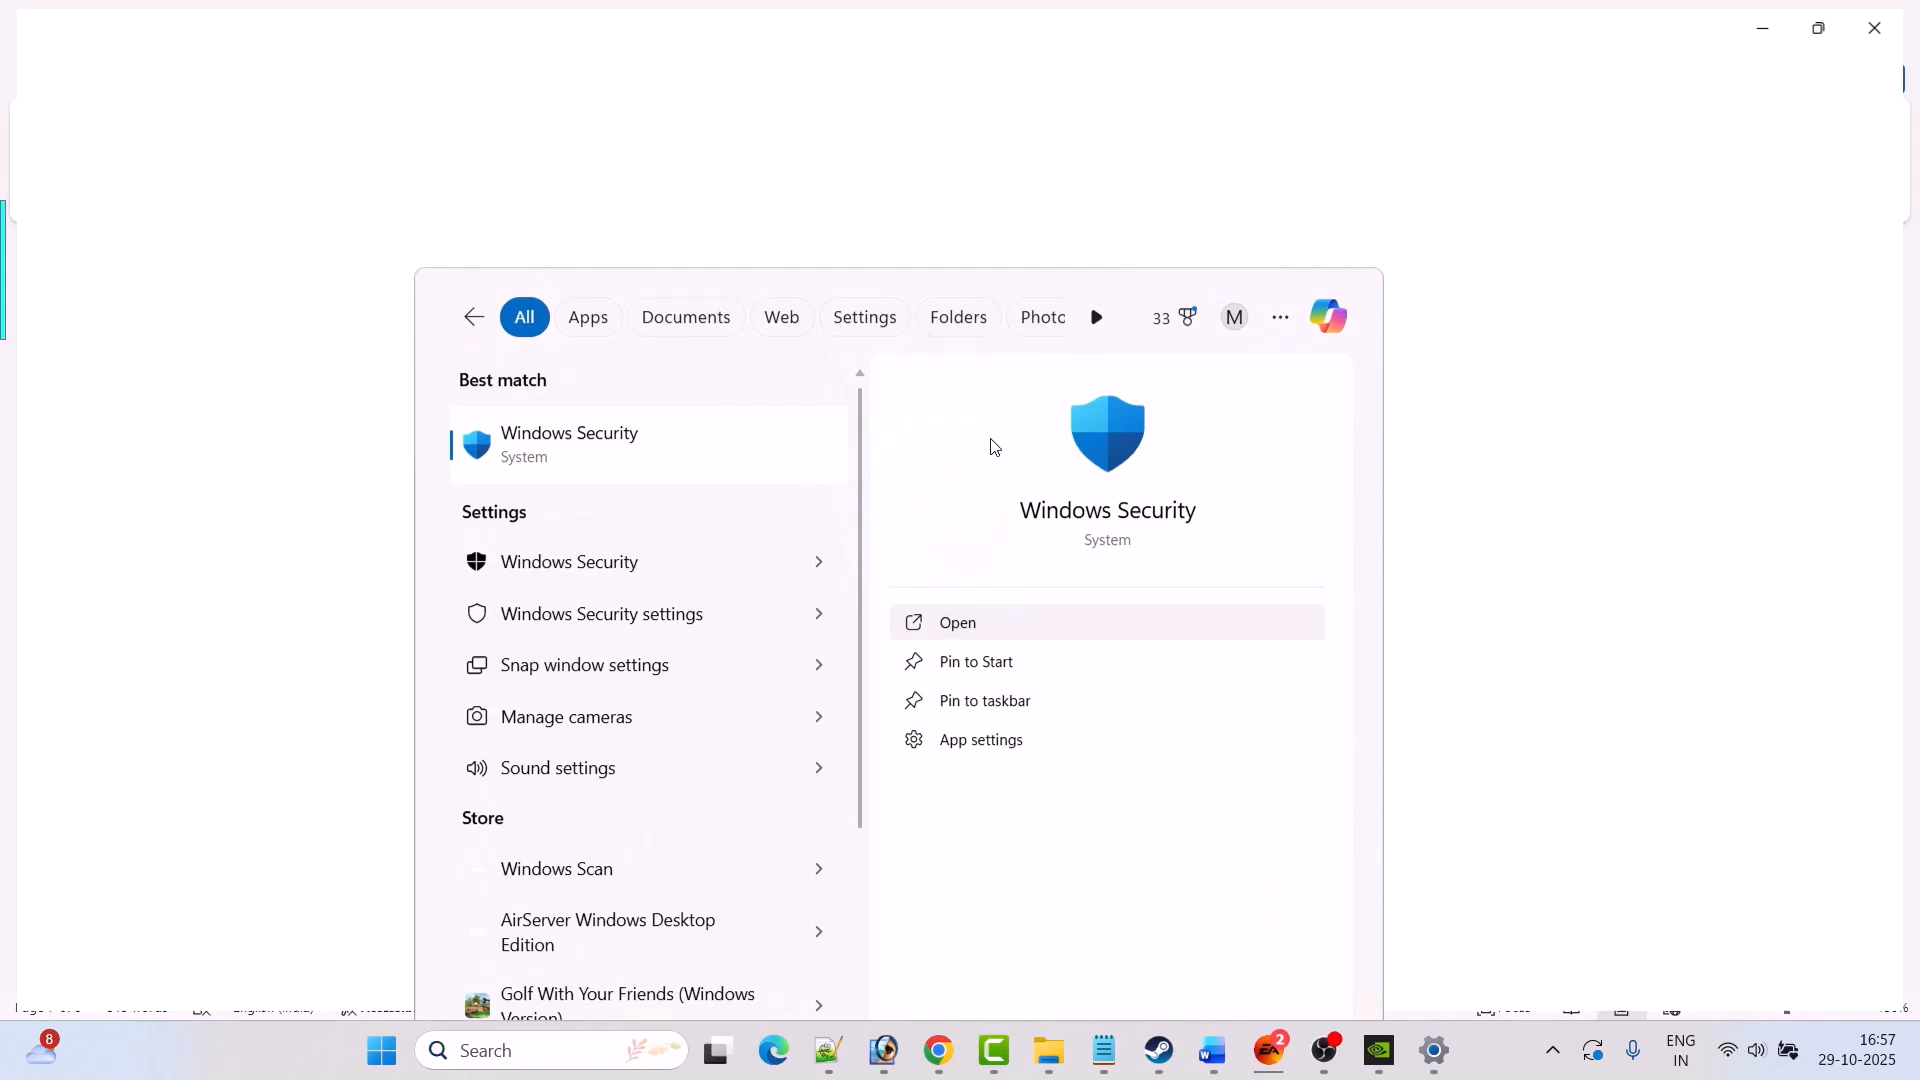 All Apps Documents Web Settings Folders Photo 33 M
Best match
Windows Security
System
Settings
Windows Security
Windows Security settings
Snap window settings
Manage cameras
Sound settings
Store
Windows Scan
AirServer Windows Desktop
Edition
Golf With Your Friends (Windows
Version)
Windows Security
System
Open
Pin to Start
Pin to taskbar
App settings
8
Search
2
ENG
IN
16:57
29-10-2025